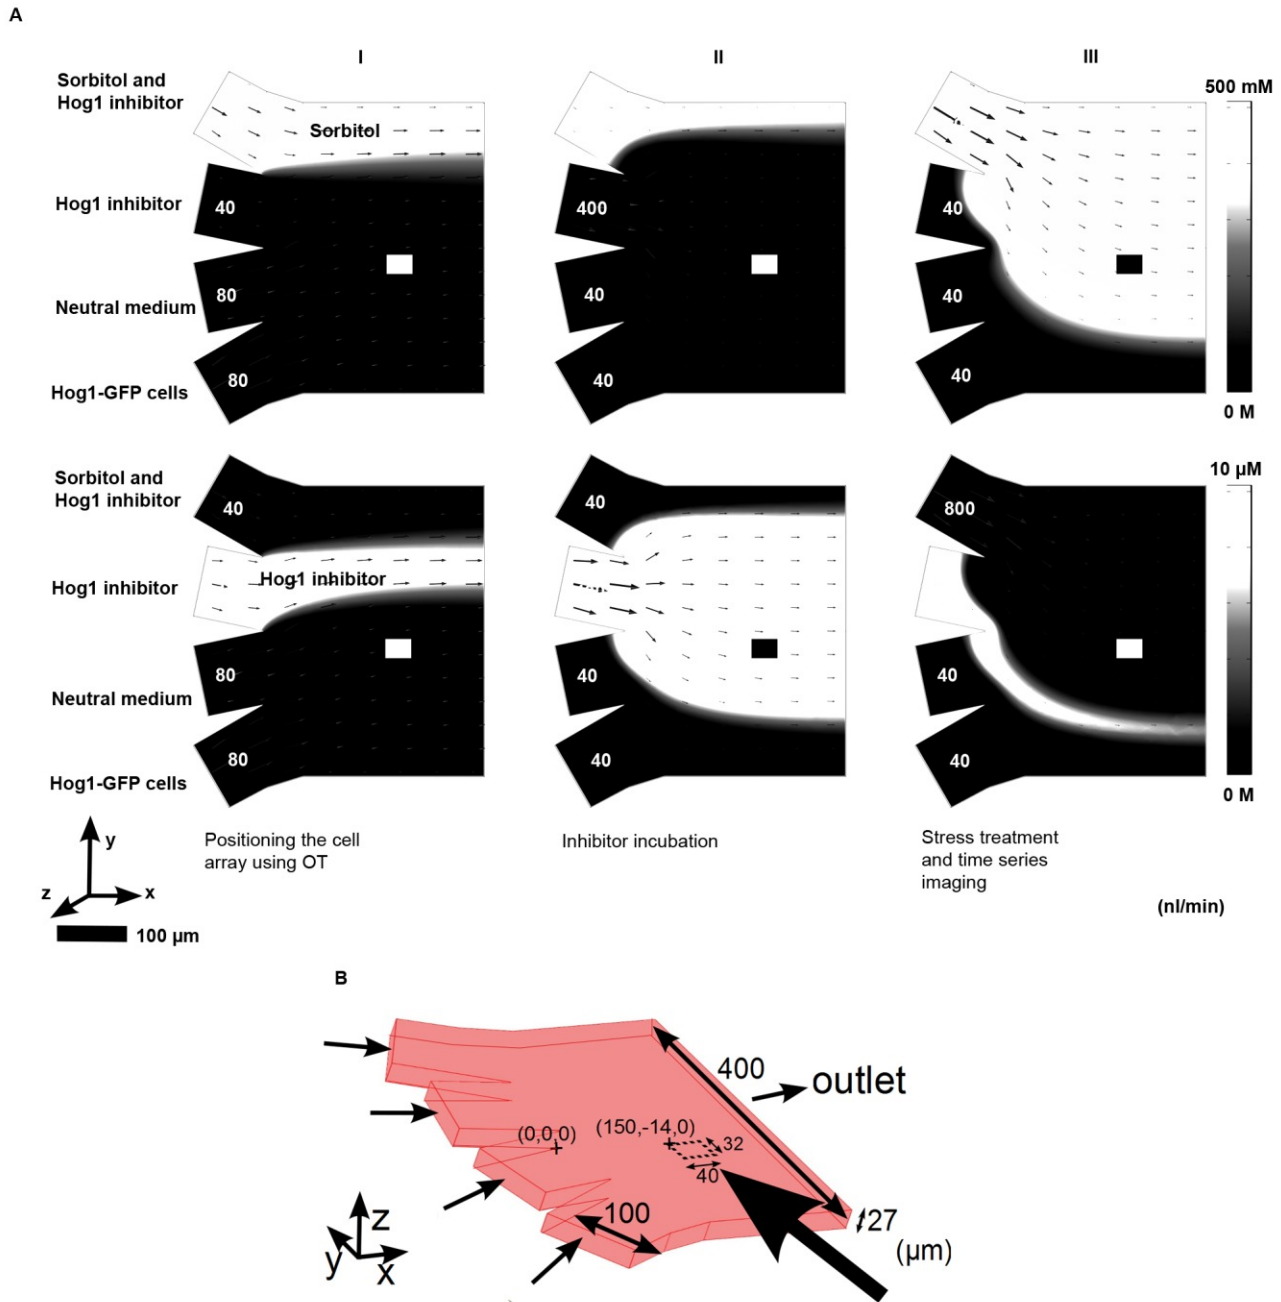 A
I
II
III
Sorbitol and
Hog1 inhibitor
Sorbitol
500 mM
Hog1 inhibitor
40
400
40
Neutral medium
80
40
40
Hog1-GFP cells
80
40
40
0 M
Sorbitol and
Hog1 inhibitor
40
40
800
10 µM
Hog1 inhibitor
Hog1 inhibitor
Neutral medium
80
40
40
Hog1-GFP cells
80
40
40
0 M
Positioning the cell
array using OT
Inhibitor incubation
Stress treatment
and time series
imaging
y
z
x
100 µm
(nl/min)
B
400
outlet
(0,0,0)
(150,-14,0)
32
40
100
27
(µm)
z
y
x